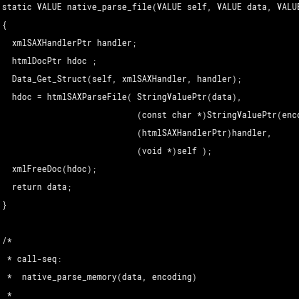 static VALUE native_parse_file(VALUE self, VALUE data, VALUE
{
xmlSAXHandlerPtr handler;
htmlDocPtr hdoc ;
Data_Get_Struct(self, xmlSAXHandler, handler);
hdoc = htmlSAXParseFile( StringValuePtr(data),
(const char *)StringValuePtr(enco
(htmlSAXHandlerPtr)handler,
(void *)self );
xmlFreeDoc(hdoc);
return data;
}
/*
* call-seq:
*  native_parse_memory(data, encoding)
*